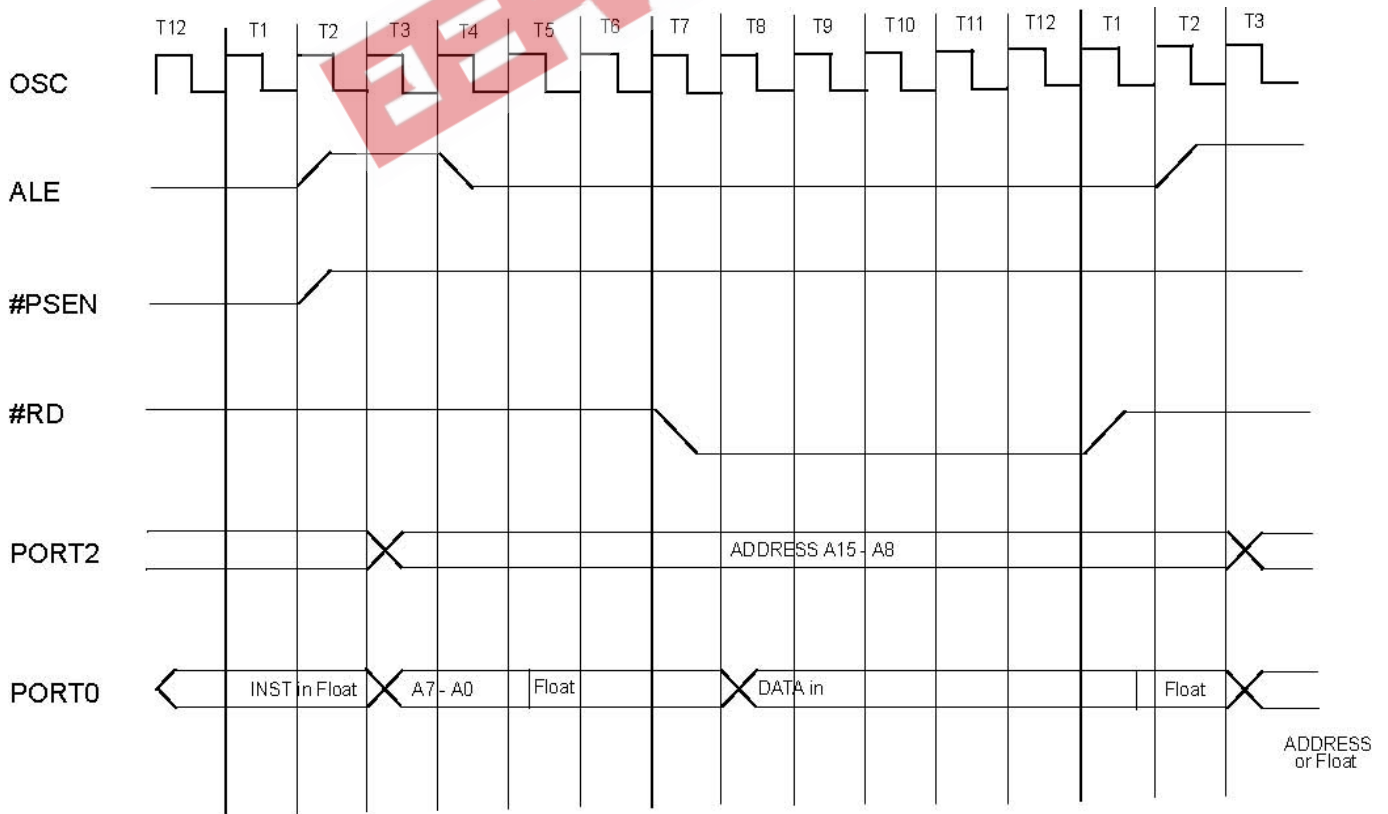 T12 T1 T2 T3 T4 T5 T6 T7 T8 T9 T10 T11 T12 T1 T2 T3
OSC
ALE
#PSEN
#RD
PORT2 ADDRESS A15 - A8
PORT0 INST in Float A7 - A0 Float DATA in Float
ADDRESS
or Float